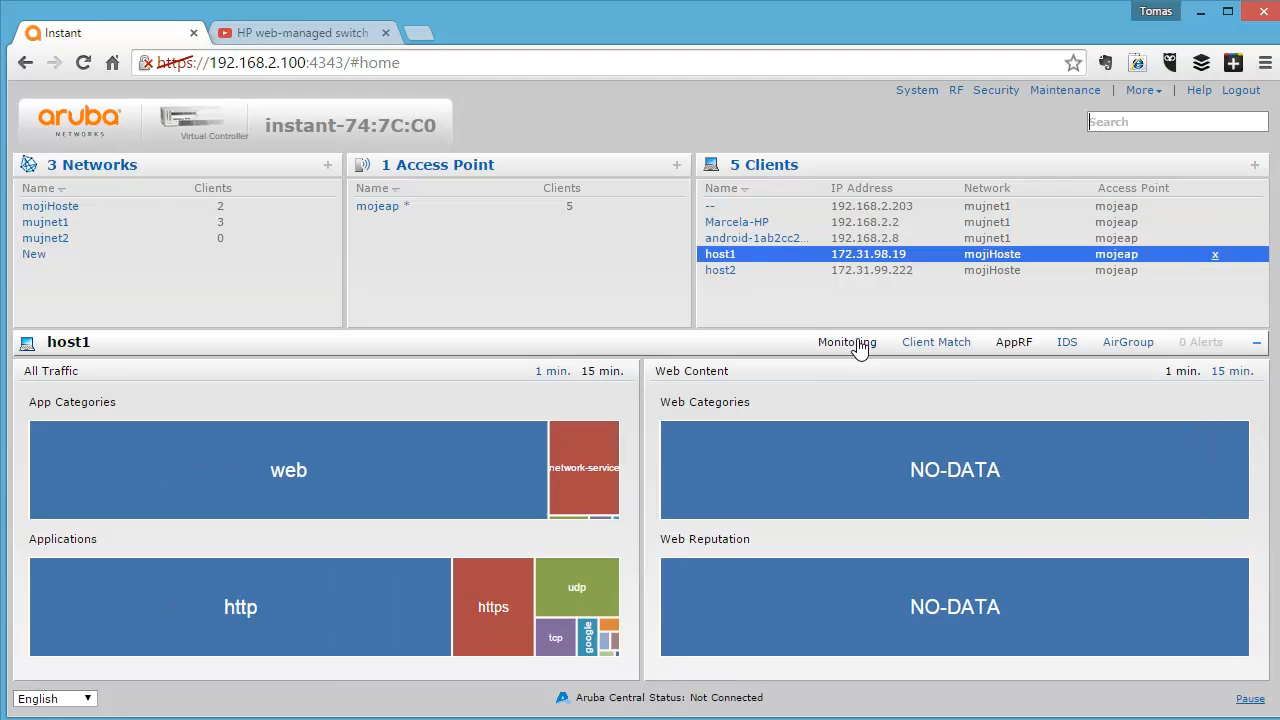 Tomas
Instant
HP web-managed switch
https://192.168.2.100:4343/#home
System RF Security Maintenance | More | Help Logout
aruba
NETWORKS
Virtual Controller
instant-74:7C:C0
Search
3 Networks +
Name Clients
mojiHoste 2
mujnet1 3
mujnet2 0
New
1 Access Point +
Name Clients
mojeap * 5
5 Clients +
Name IP Address Network Access Point
-- 192.168.2.203 mujnet1 mojeap
Marcela-HP 192.168.2.2 mujnet1 mojeap
android-1ab2cc2... 192.168.2.8 mujnet1 mojeap
host1 172.31.98.19 mojiHoste mojeap x
host2 172.31.99.222 mojiHoste mojeap
host1
Monitoring Client Match AppRF IDS AirGroup 0 Alerts
All Traffic 1 min. 15 min.
App Categories
web
network-service
Applications
http
https
udp
tcp
google
Web Content 1 min. 15 min.
Web Categories
NO-DATA
Web Reputation
NO-DATA
English
Aruba Central Status: Not Connected
Pause